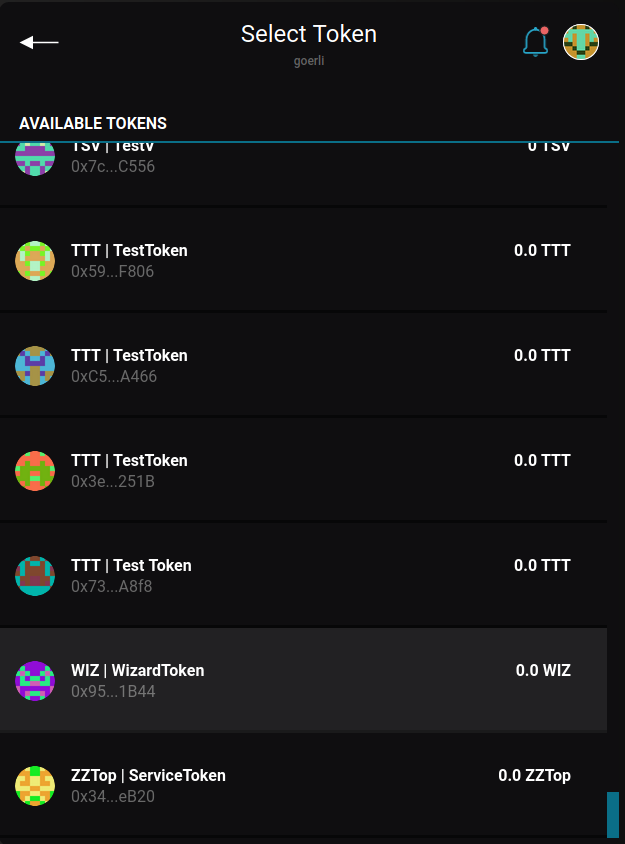 Select Token
goerli
AVAILABLE TOKENS
TSV | TestV 0 TSV
0x7c...C556
TTT | TestToken 0.0 TTT
0x59...F806
TTT | TestToken 0.0 TTT
0xC5...A466
TTT | TestToken 0.0 TTT
0x3e...251B
TTT | Test Token 0.0 TTT
0x73...A8f8
WIZ | WizardToken 0.0 WIZ
0x95...1B44
ZZTop | ServiceToken 0.0 ZZTop
0x34...eB20